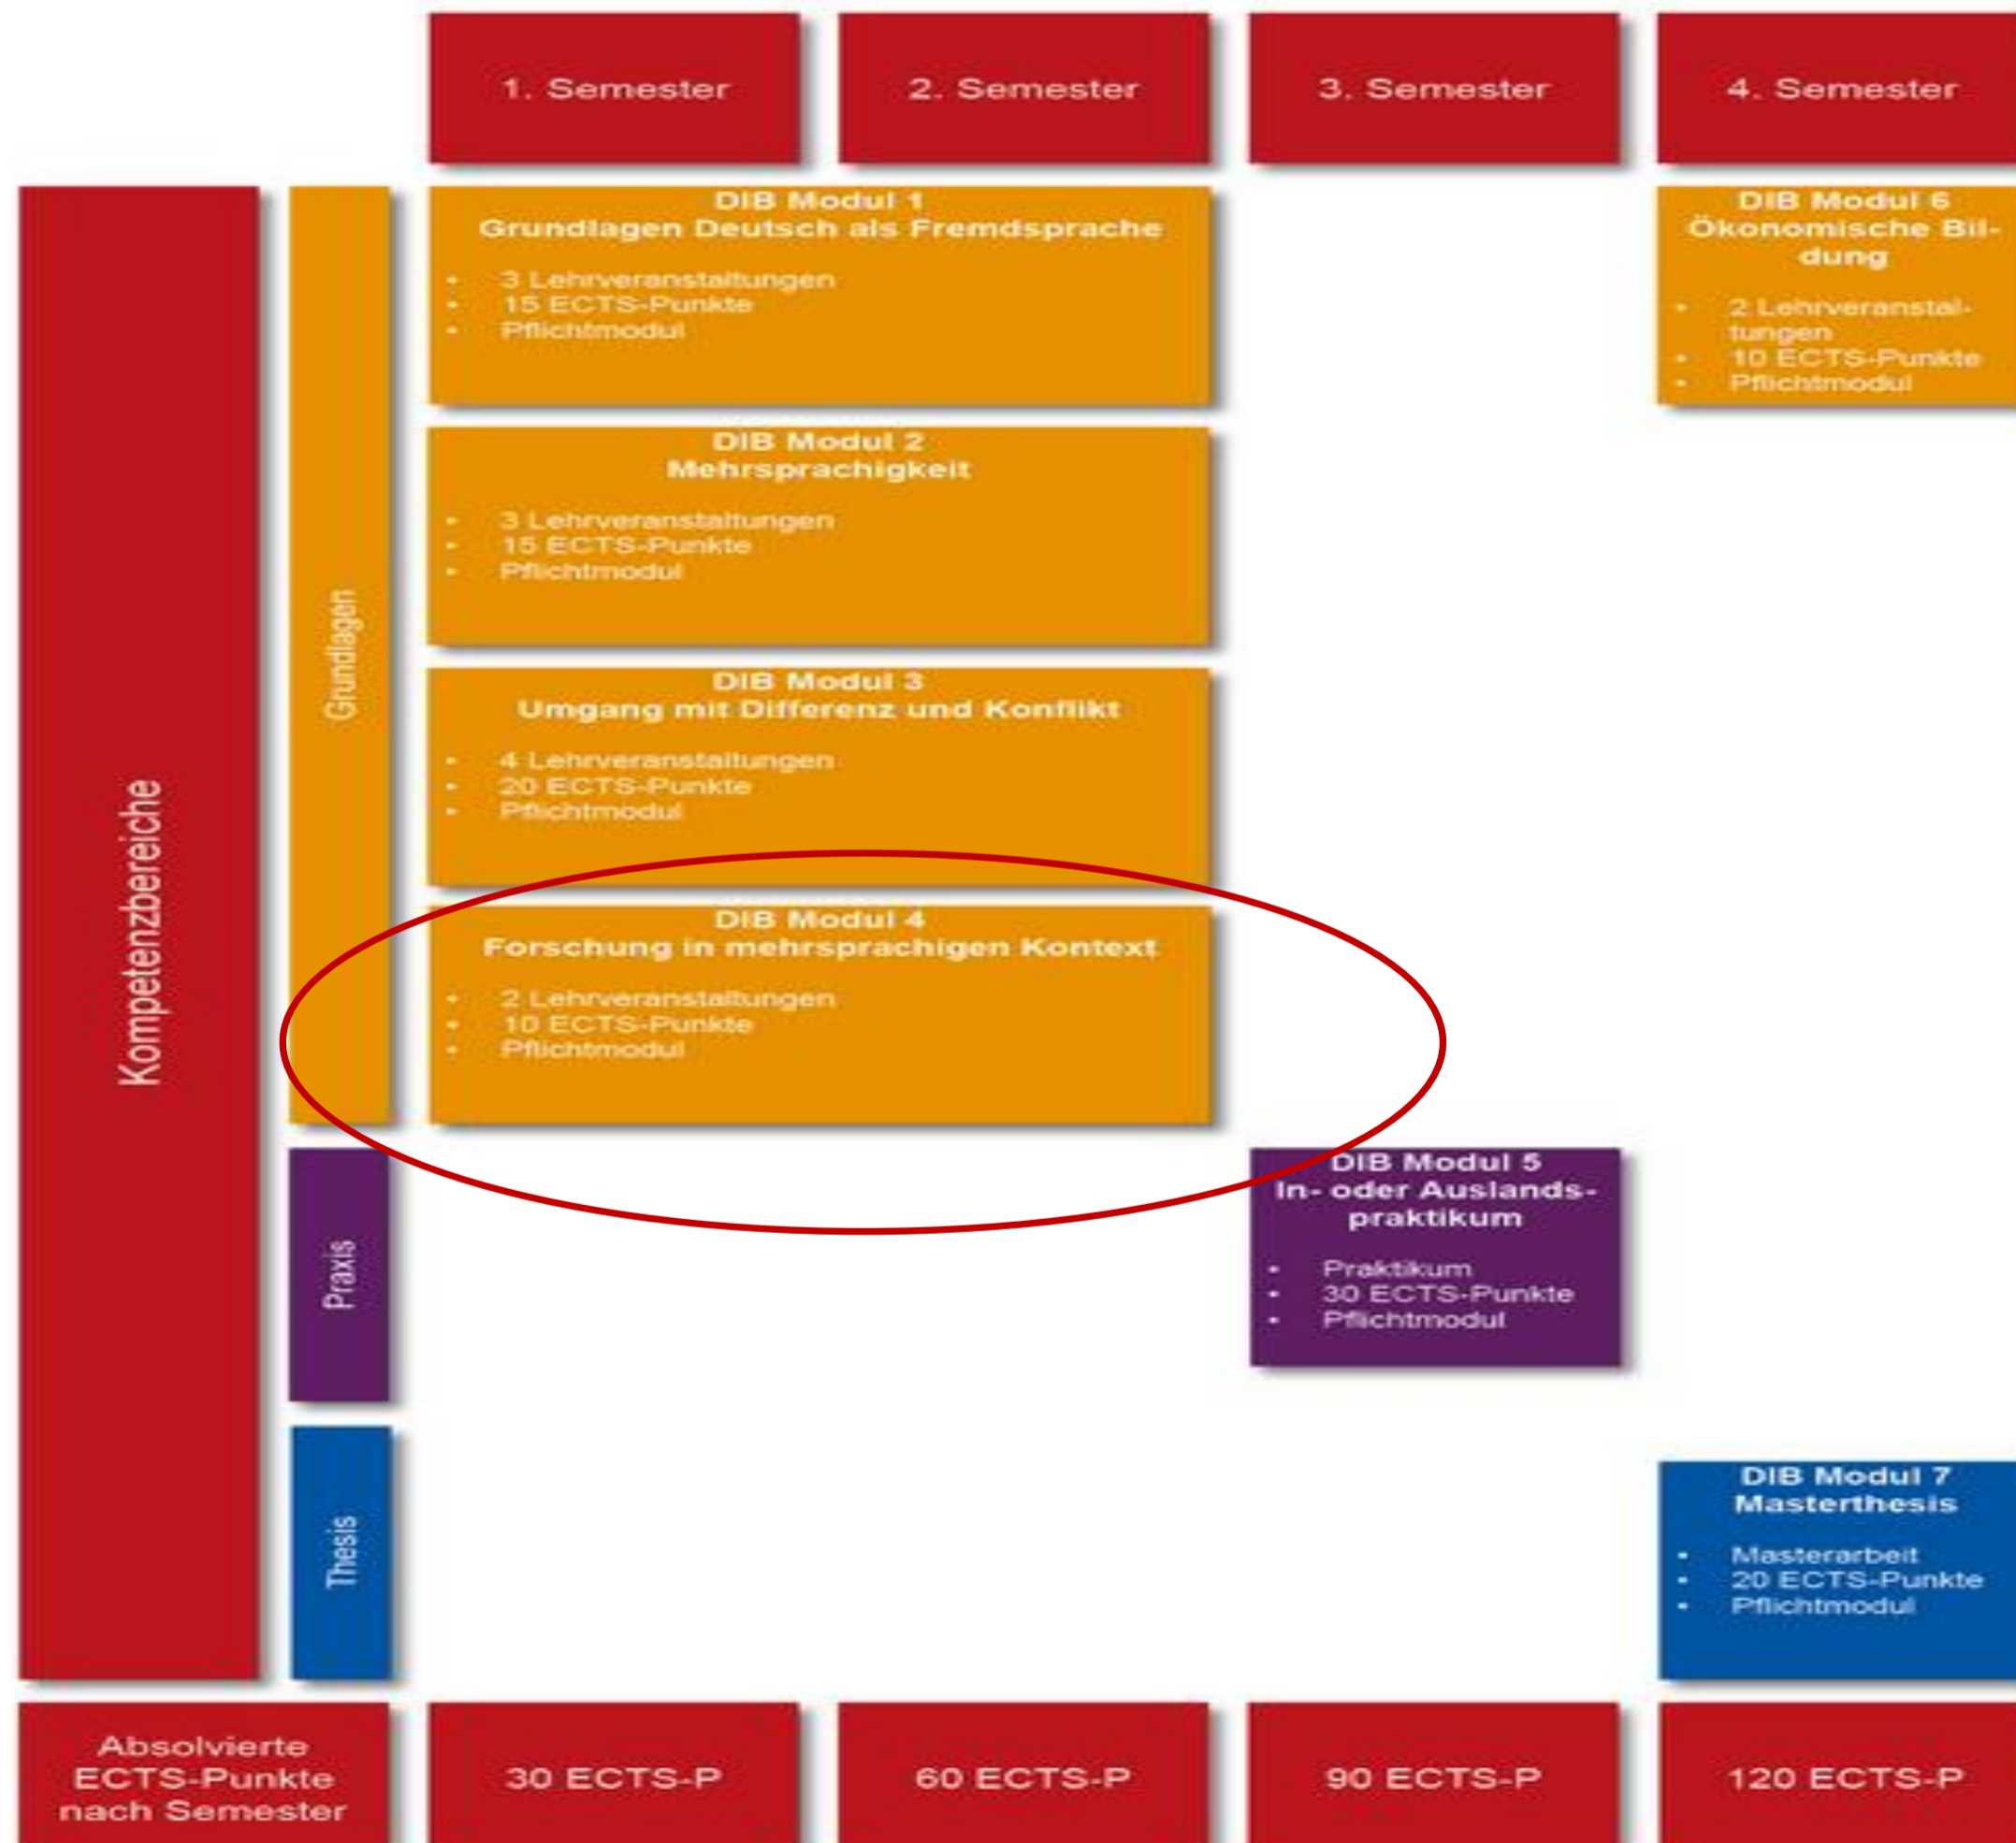 1. Semester
2. Semester
3. Semester
4. Semester
Kompetenzbereiche
Grundlagen
DIB Modul 1
Grundlagen Deutsch als Fremdsprache
• 3 Lehrveranstaltungen
• 15 ECTS-Punkte
• Pflichtmodul
DIB Modul 6
Ökonomische Bil-
dung
• 2 Lehrveranstal-
tungen
• 10 ECTS-Punkte
• Pflichtmodul
DIB Modul 2
Mehrsprachigkeit
• 3 Lehrveranstaltungen
• 15 ECTS-Punkte
• Pflichtmodul
DIB Modul 3
Umgang mit Differenz und Konflikt
• 4 Lehrveranstaltungen
• 20 ECTS-Punkte
• Pflichtmodul
DIB Modul 4
Forschung in mehrsprachigen Kontext
• 2 Lehrveranstaltungen
• 10 ECTS-Punkte
• Pflichtmodul
Praxis
DIB Modul 5
In- oder Auslands-
praktikum
• Praktikum
• 30 ECTS-Punkte
• Pflichtmodul
Thesis
DIB Modul 7
Masterthesis
• Masterarbeit
• 20 ECTS-Punkte
• Pflichtmodul
Absolvierte
ECTS-Punkte
nach Semester
30 ECTS-P
60 ECTS-P
90 ECTS-P
120 ECTS-P